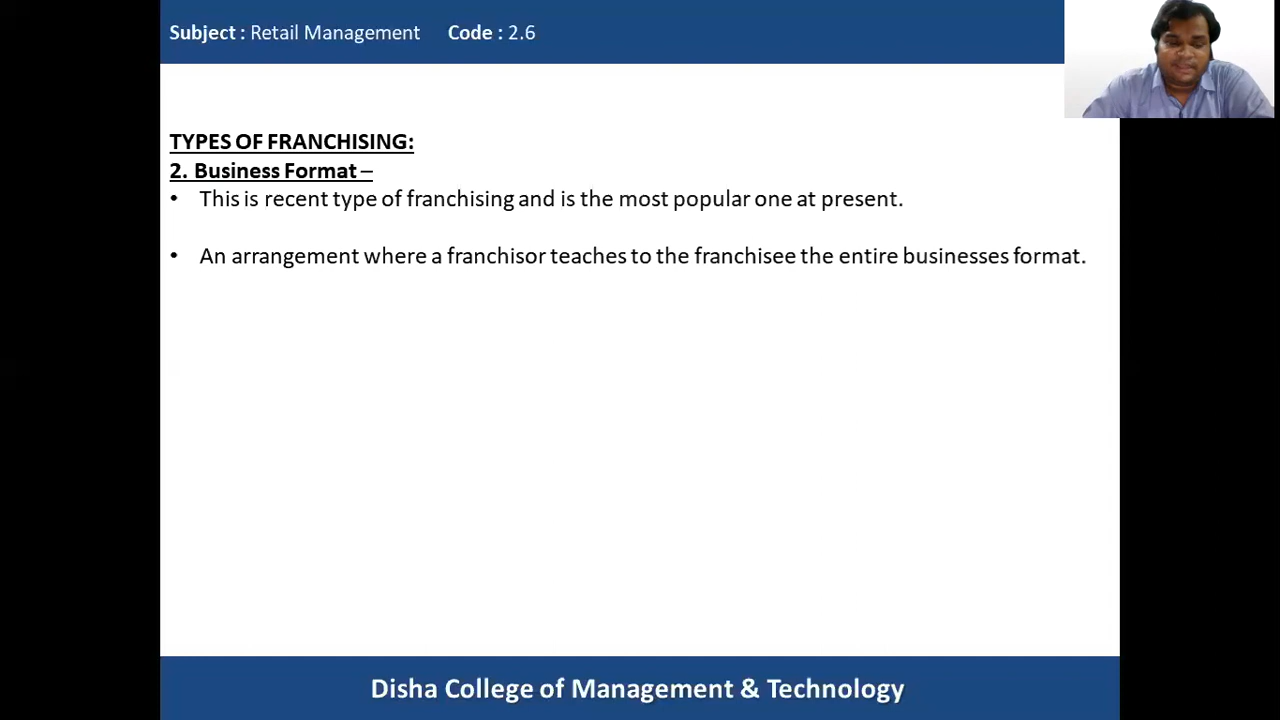 Subject : Retail Management Code : 2.6
TYPES OF FRANCHISING:
2. Business Format –
• This is recent type of franchising and is the most popular one at present.
• An arrangement where a franchisor teaches to the franchisee the entire businesses format.
Disha College of Management & Technology